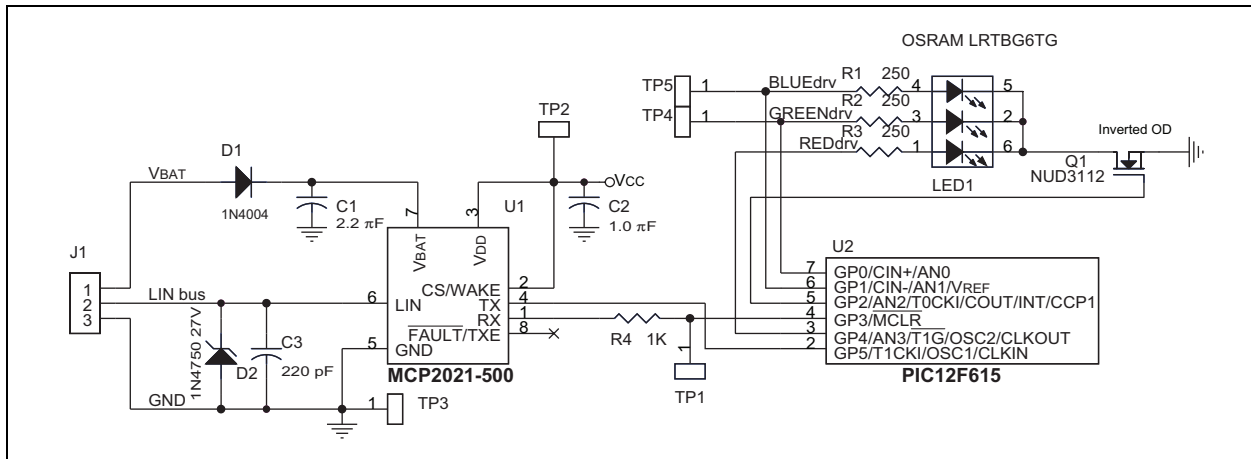 OSRAM LRTBG6TG
R1 250
TP5 1 BLUEdrv 4 5
R2 250
TP4 1 GREENdrv 3 2
R3 250
REDdrv 1 6
LED1
Inverted OD
Q1
NUD3112
TP2
D1
VBAT
1N4004
C1
2.2 πF
VCC
C2
1.0 πF
U1
7 3
VBAT VDD
J1
1
2 LIN bus
3
6 LIN
CS/WAKE 2
TX 4
RX 1
FAULT/TXE 8
5 GND
MCP2021-500
1N4750 27V
D2
C3
220 pF
GND
1 TP3
R4 1K
1
TP1
U2
7 GP0/CIN+/AN0
6 GP1/CIN-/AN1/VREF
5 GP2/AN2/T0CKI/COUT/INT/CCP1
4 GP3/MCLR
3 GP4/AN3/T1G/OSC2/CLKOUT
2 GP5/T1CKI/OSC1/CLKIN
PIC12F615